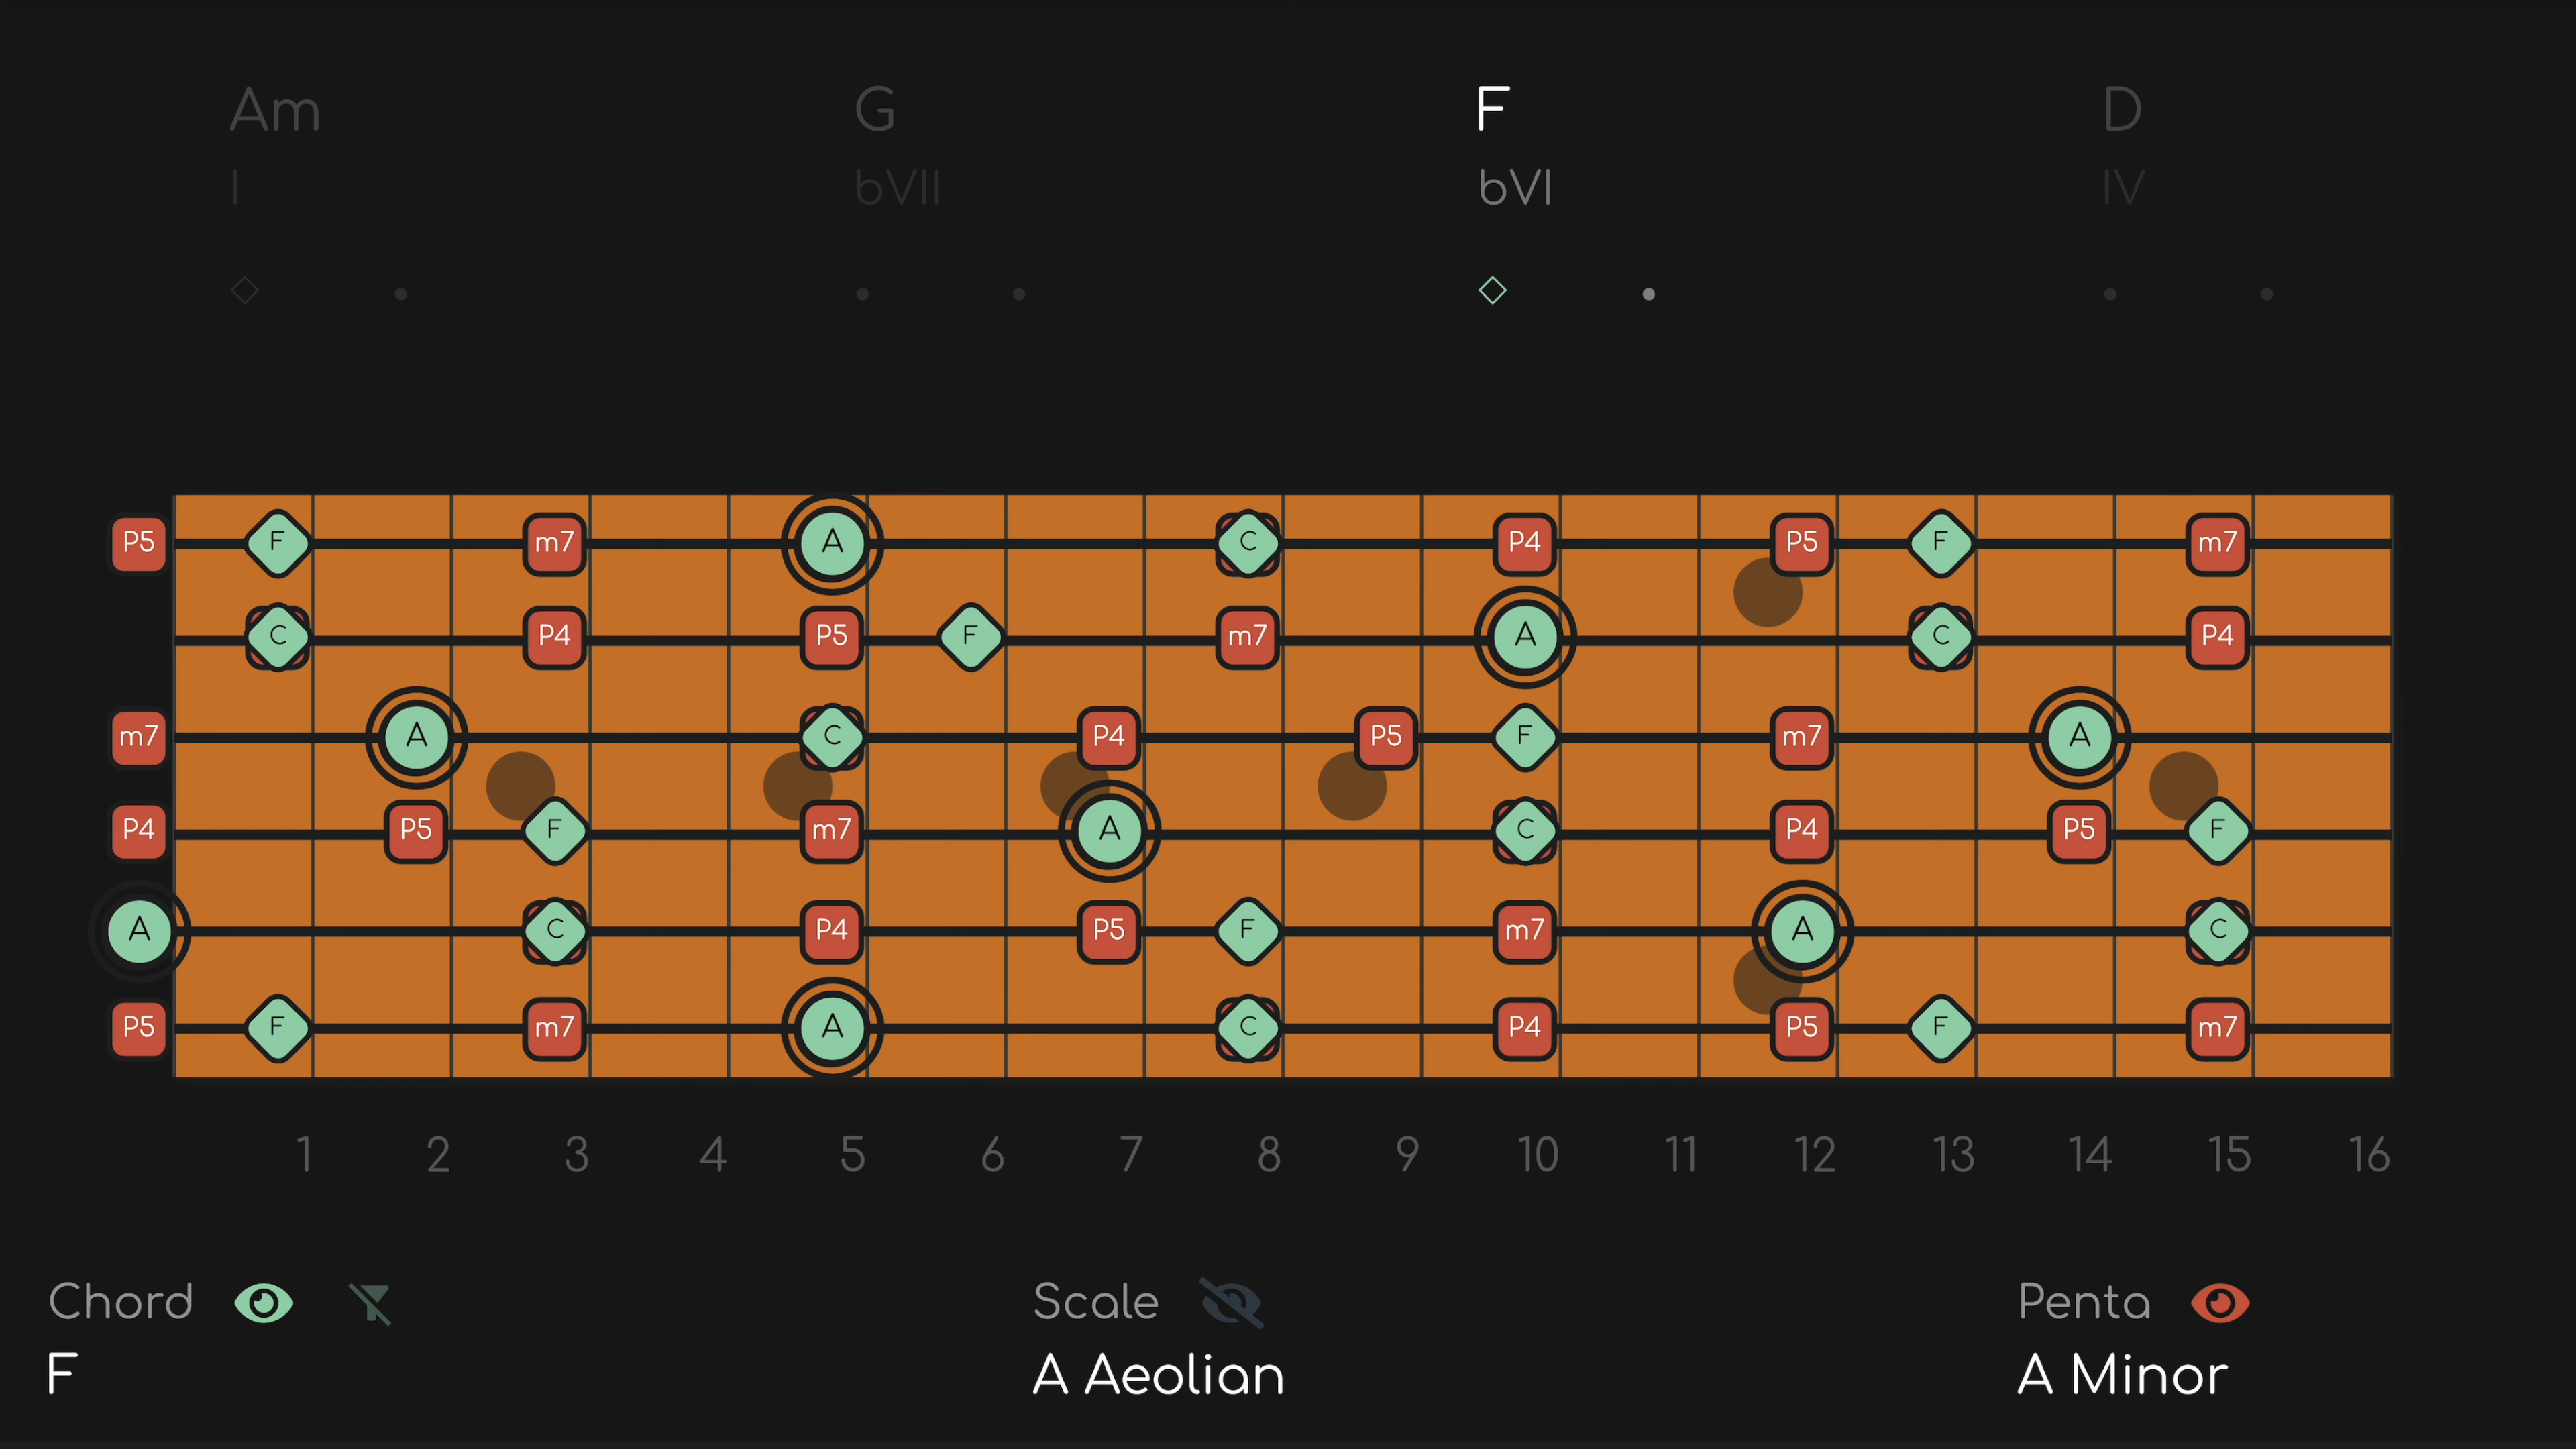 Am G F D
I bVII bVI IV
P5 F m7 A C P4 P5 F m7
C P4 P5 F m7 A C P4
m7 A C P4 P5 F m7 A
P4 P5 F m7 A C P4 P5 F
A C P4 P5 F m7 A C
P5 F m7 A C P4 P5 F m7
1 2 3 4 5 6 7 8 9 10 11 12 13 14 15 16
Chord Scale Penta
F A Aeolian A Minor